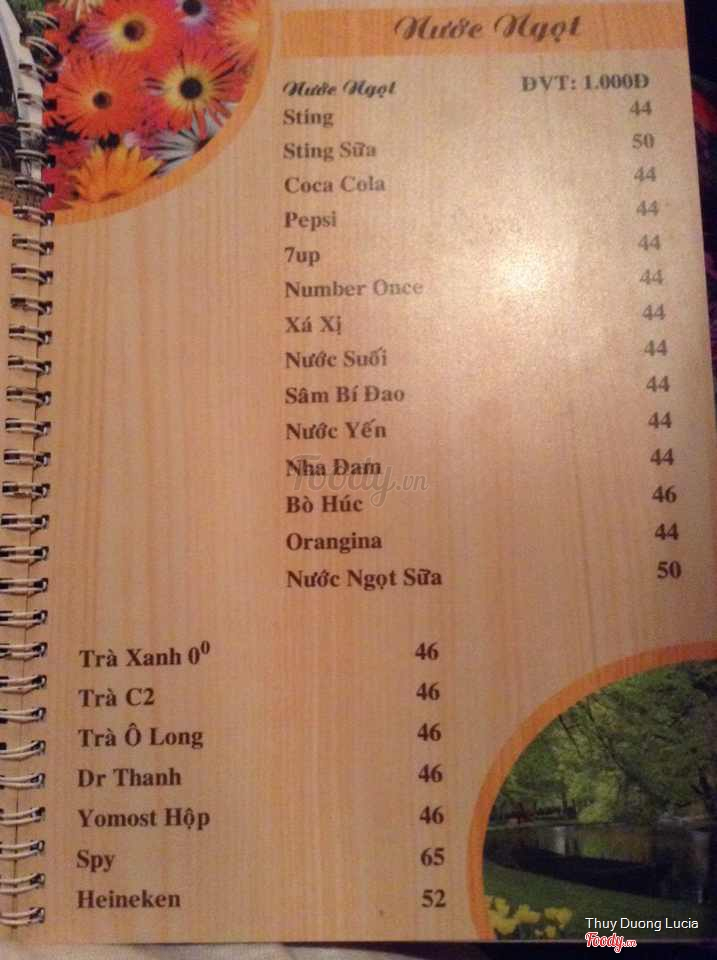 Nước Ngọt
Nước Ngọt ĐVT: 1.000Đ
Sting 44
Sting Sữa 50
Coca Cola 44
Pepsi 44
7up 44
Number Once 44
Xá Xị 44
Nước Suối 44
Sâm Bí Đao 44
Nước Yến 44
Nha Đam 44
Foody.vn
Bò Húc 46
Orangina 44
Nước Ngọt Sữa 50
Trà Xanh 0⁰ 46
Trà C2 46
Trà Ô Long 46
Dr Thanh 46
Yomost Hộp 46
Spy 65
Heineken 52
Thuy Duong Lucia
Foody.vn